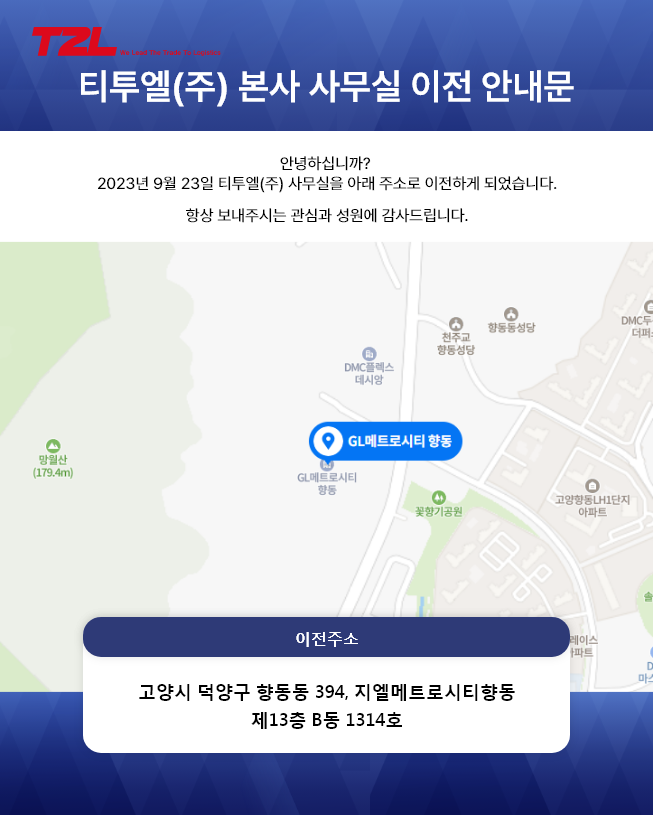 TZL
티투엘(주) 본사 사무실 이전 안내문
안녕하십니까?
2023년 9월 23일 티투엘(주) 사무실을 아래 주소로 이전하게 되었습니다.
항상 보내주시는 관심과 성원에 감사드립니다.
향동동성당
천주교
향동성당
DMC두
더퍼
DMC플렉스
데시앙
GL메트로시티 향동
망월산
(179.4m)
GL메트로시티
향동
고양향동LH1단지
아파트
꽃향기공원
솔
레이스
파트
D
마스
이전주소
고양시 덕양구 향동동 394, 지엘메트로시티향동
제13층 B동 1314호